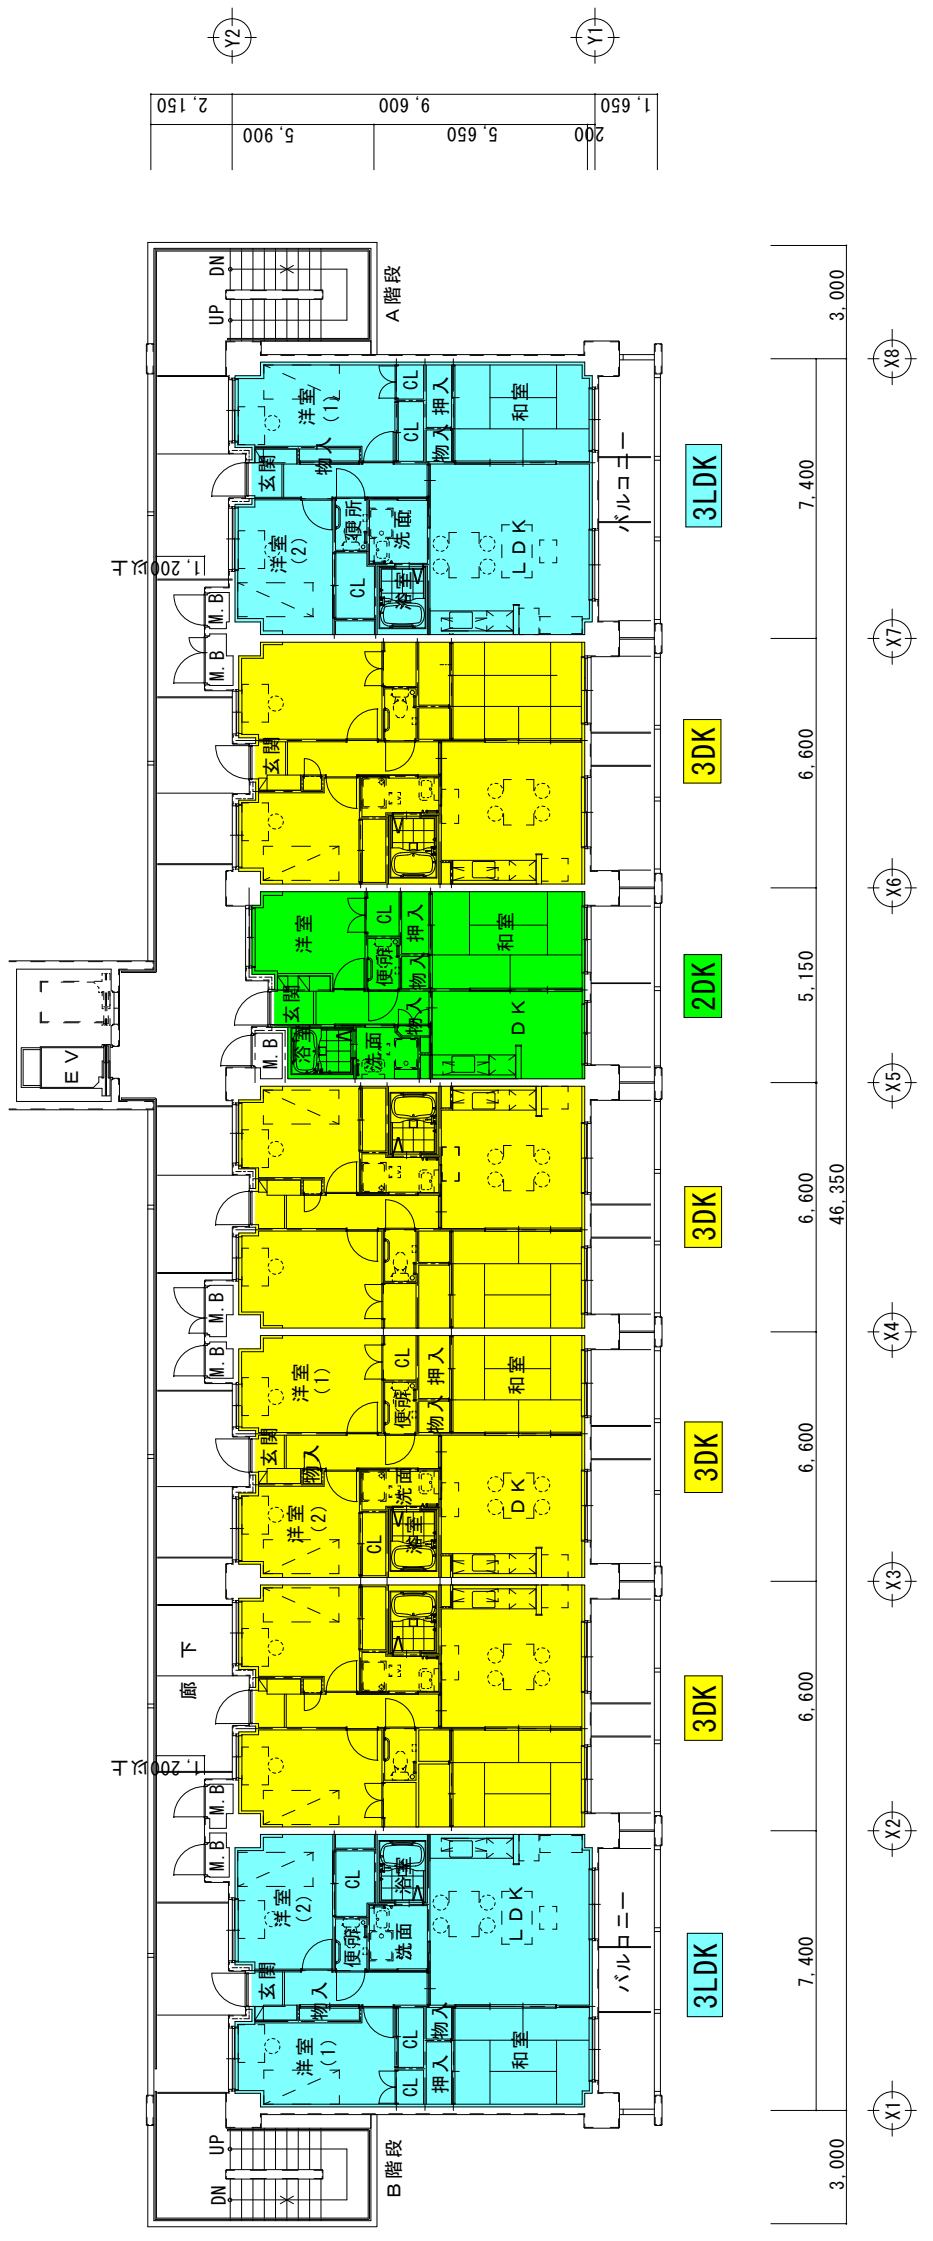 EV
DN
UP
B階段
廊下
1,200以上
1,200以上
UP
DN
A階段
M.B
M.B
M.B
M.B
M.B
M.B
M.B
玄関
洋室
(1)
物入
物入
洋室
(2)
CL
CL
CL
便所
押入
物入
洗面
浴室
和室
LDK
バルコニー
玄関
洋室
(2)
物入
洋室
(1)
CL
CL
便所
洗面
浴室
物入
押入
DK
和室
玄関
浴室
洗面
洋室
便所
CL
物入
物入
押入
DK
和室
玄関
玄関
洋室
(2)
物入
洋室
(1)
CL
便所
CL
CL
浴室
洗面
物入
押入
LDK
和室
バルコニー
3LDK
3DK
3DK
3DK
2DK
3DK
3LDK
7,400
6,600
6,600
6,600
5,150
6,600
7,400
3,000
46,350
3,000
X1
X2
X3
X4
X5
X6
X7
X8
2,150
9,600
1,650
5,900
5,650
200
Y2
Y1